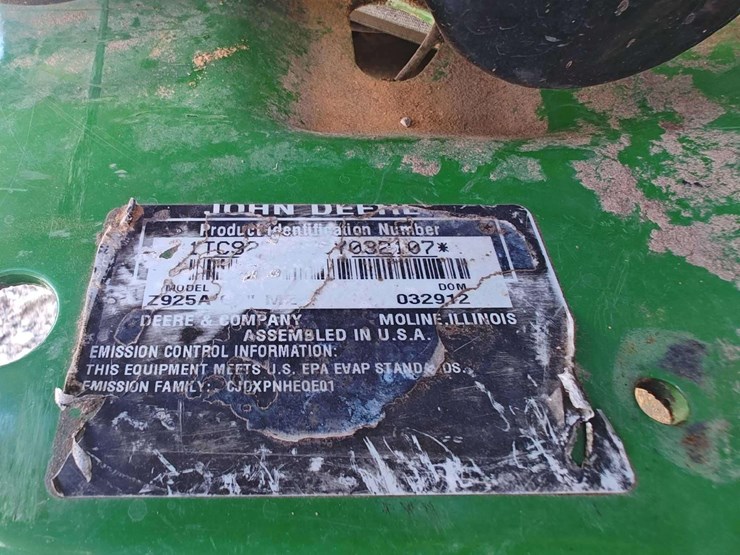 JOHN DEERE
Product Identification Number
1TC92 Y032107*
MODEL DOM
Z925A 032912
DEERE & COMPANY MOLINE, ILLINOIS
ASSEMBLED IN U.S.A.
EMISSION CONTROL INFORMATION:
THIS EQUIPMENT MEETS U.S. EPA EVAP STANDARDS.
EMISSION FAMILY: CJDXPNHEQE01